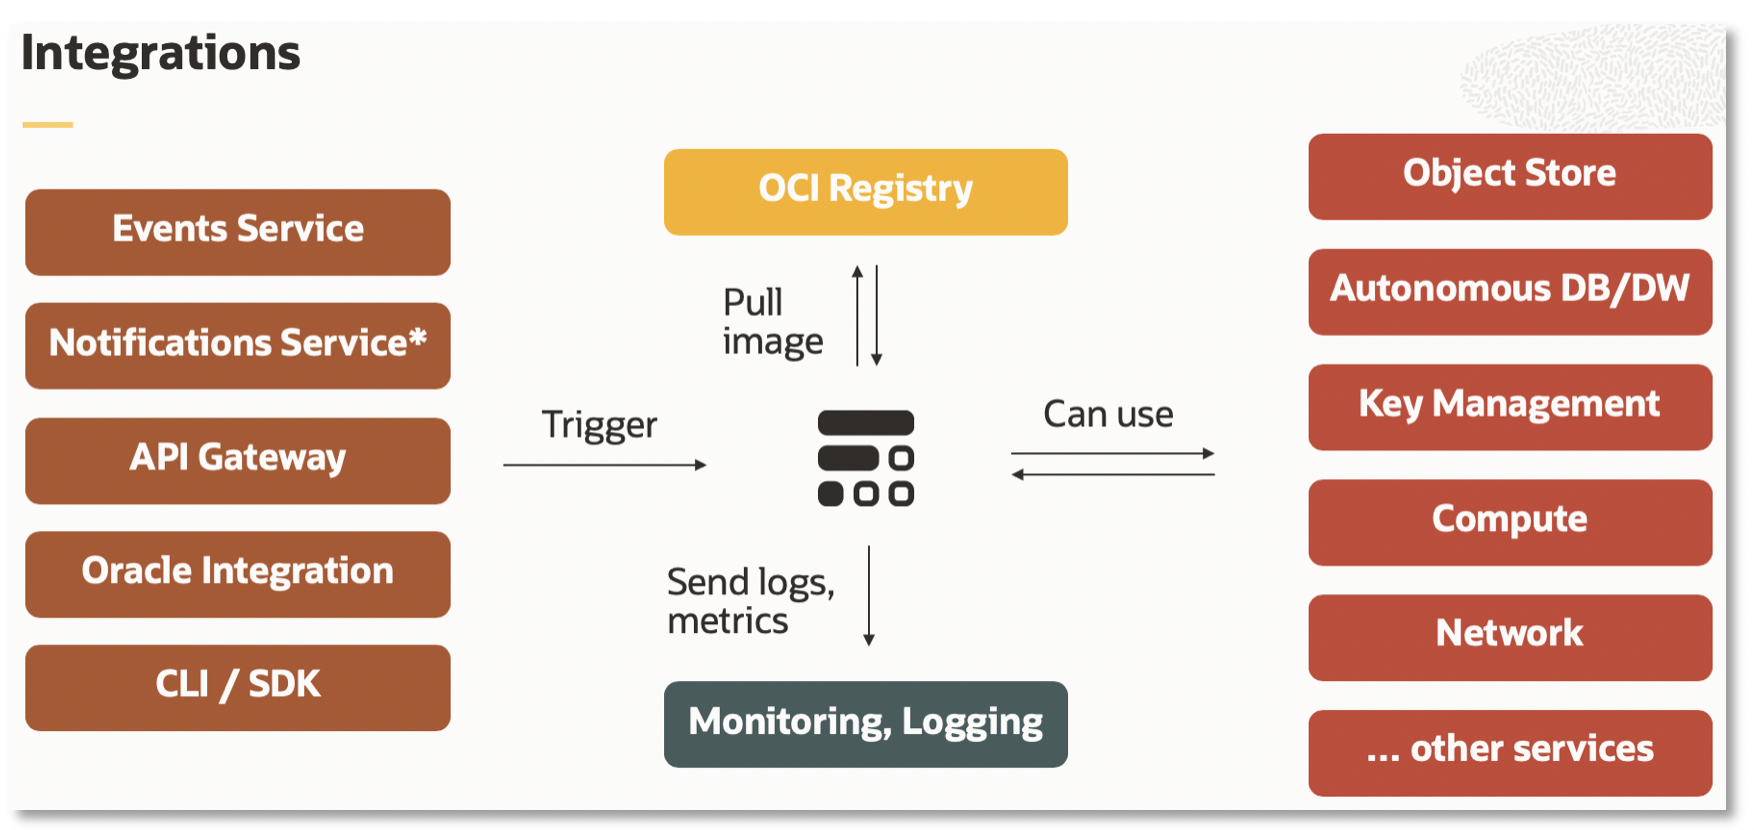 Integrations
Events Service
Notifications Service*
API Gateway
Oracle Integration
CLI / SDK
Trigger
OCI Registry
Pull
image
Send logs,
metrics
Monitoring, Logging
Can use
Object Store
Autonomous DB/DW
Key Management
Compute
Network
... other services